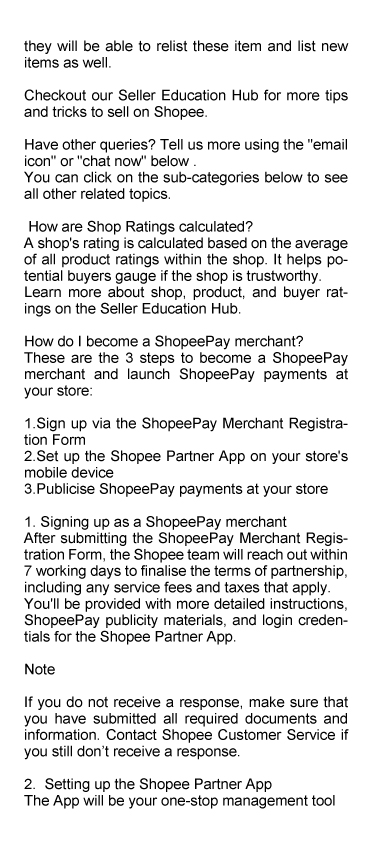 they will be able to relist these item and list new
items as well.
Checkout our Seller Education Hub for more tips
and tricks to sell on Shopee.
Have other queries? Tell us more using the "email
icon" or "chat now" below .
You can click on the sub-categories below to see
all other related topics.
How are Shop Ratings calculated?
A shop's rating is calculated based on the average
of all product ratings within the shop. It helps po-
tential buyers gauge if the shop is trustworthy.
Learn more about shop, product, and buyer rat-
ings on the Seller Education Hub.
How do I become a ShopeePay merchant?
These are the 3 steps to become a ShopeePay
merchant and launch ShopeePay payments at
your store:
1.Sign up via the ShopeePay Merchant Registra-
tion Form
2.Set up the Shopee Partner App on your store's
mobile device
3.Publicise ShopeePay payments at your store
1. Signing up as a ShopeePay merchant
After submitting the ShopeePay Merchant Regis-
tration Form, the Shopee team will reach out within
7 working days to finalise the terms of partnership,
including any service fees and taxes that apply.
You'll be provided with more detailed instructions,
ShopeePay publicity materials, and login creden-
tials for the Shopee Partner App.
Note
If you do not receive a response, make sure that
you have submitted all required documents and
information. Contact Shopee Customer Service if
you still don’t receive a response.
2. Setting up the Shopee Partner App
The App will be your one-stop management tool